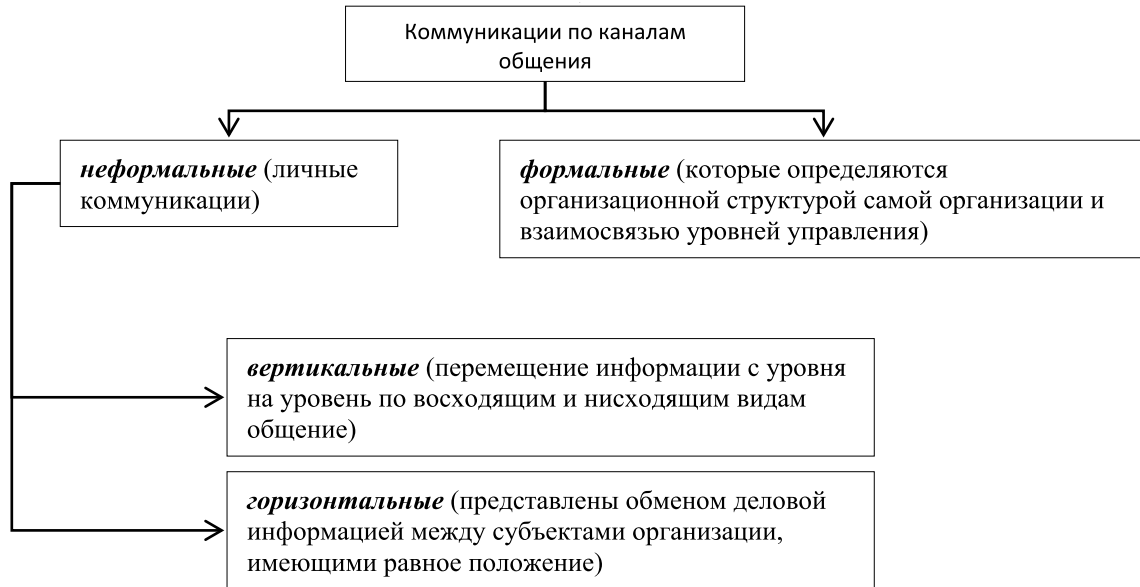 Коммуникации по каналам
общения
неформальные (личные
коммуникации)
формальные (которые определяются
организационной структурой самой организации и
взаимосвязью уровней управления)
вертикальные (перемещение информации с уровня
на уровень по восходящим и нисходящим видам
общение)
горизонтальные (представлены обменом деловой
информацией между субъектами организации,
имеющими равное положение)